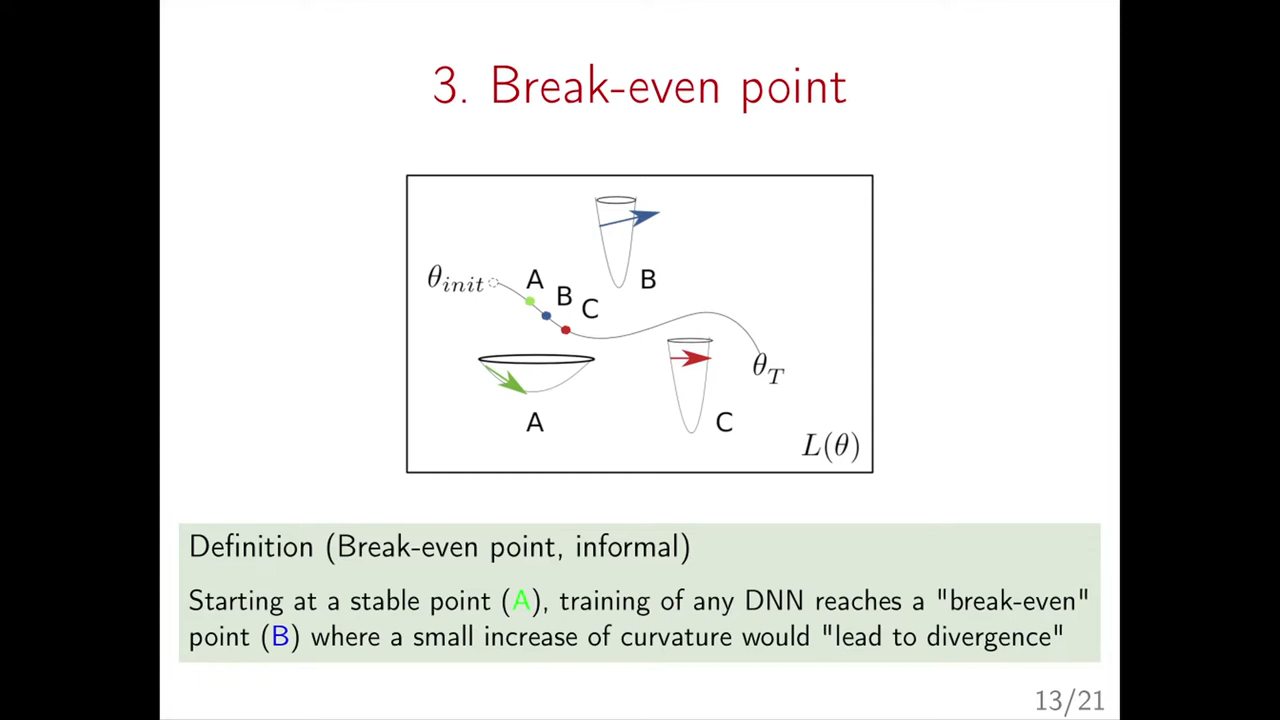 3. Break-even point
θinit
A
B
C
B
A
C
θT
L(θ)
Definition (Break-even point, informal)
Starting at a stable point (A), training of any DNN reaches a "break-even"
point (B) where a small increase of curvature would "lead to divergence"
13/21